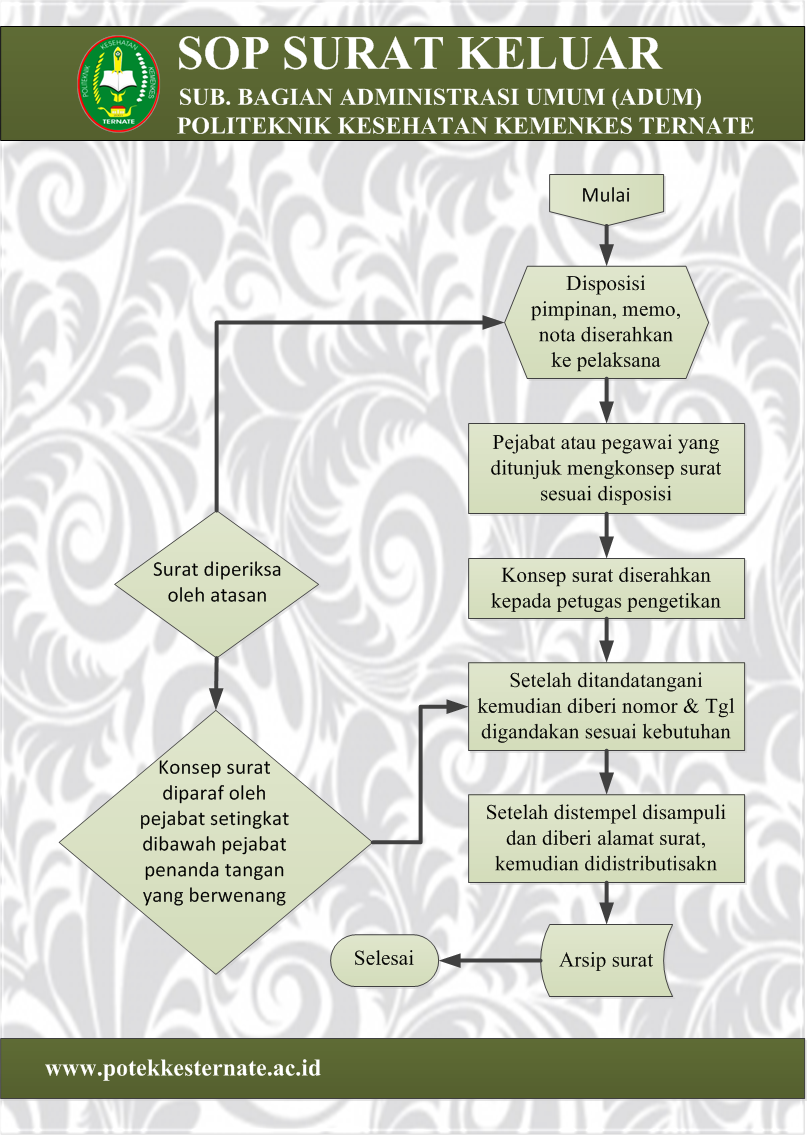 SOP SURAT KELUAR
SUB. BAGIAN ADMINISTRASI UMUM (ADUM)
POLITEKNIK KESEHATAN KEMENKES TERNATE
POLITEKNIK
KESEHATAN
KEMENKES
TERNATE
Mulai
Disposisi
pimpinan, memo,
nota diserahkan
ke pelaksana
Pejabat atau pegawai yang
ditunjuk mengkonsep surat
sesuai disposisi
Konsep surat diserahkan
kepada petugas pengetikan
Surat diperiksa
oleh atasan
Konsep surat
diparaf oleh
pejabat setingkat
dibawah pejabat
penanda tangan
yang berwenang
Setelah ditandatangani
kemudian diberi nomor & Tgl
digandakan sesuai kebutuhan
Setelah distempel disampuli
dan diberi alamat surat,
kemudian didistributisakn
Arsip surat
Selesai
www.potekkesternate.ac.id